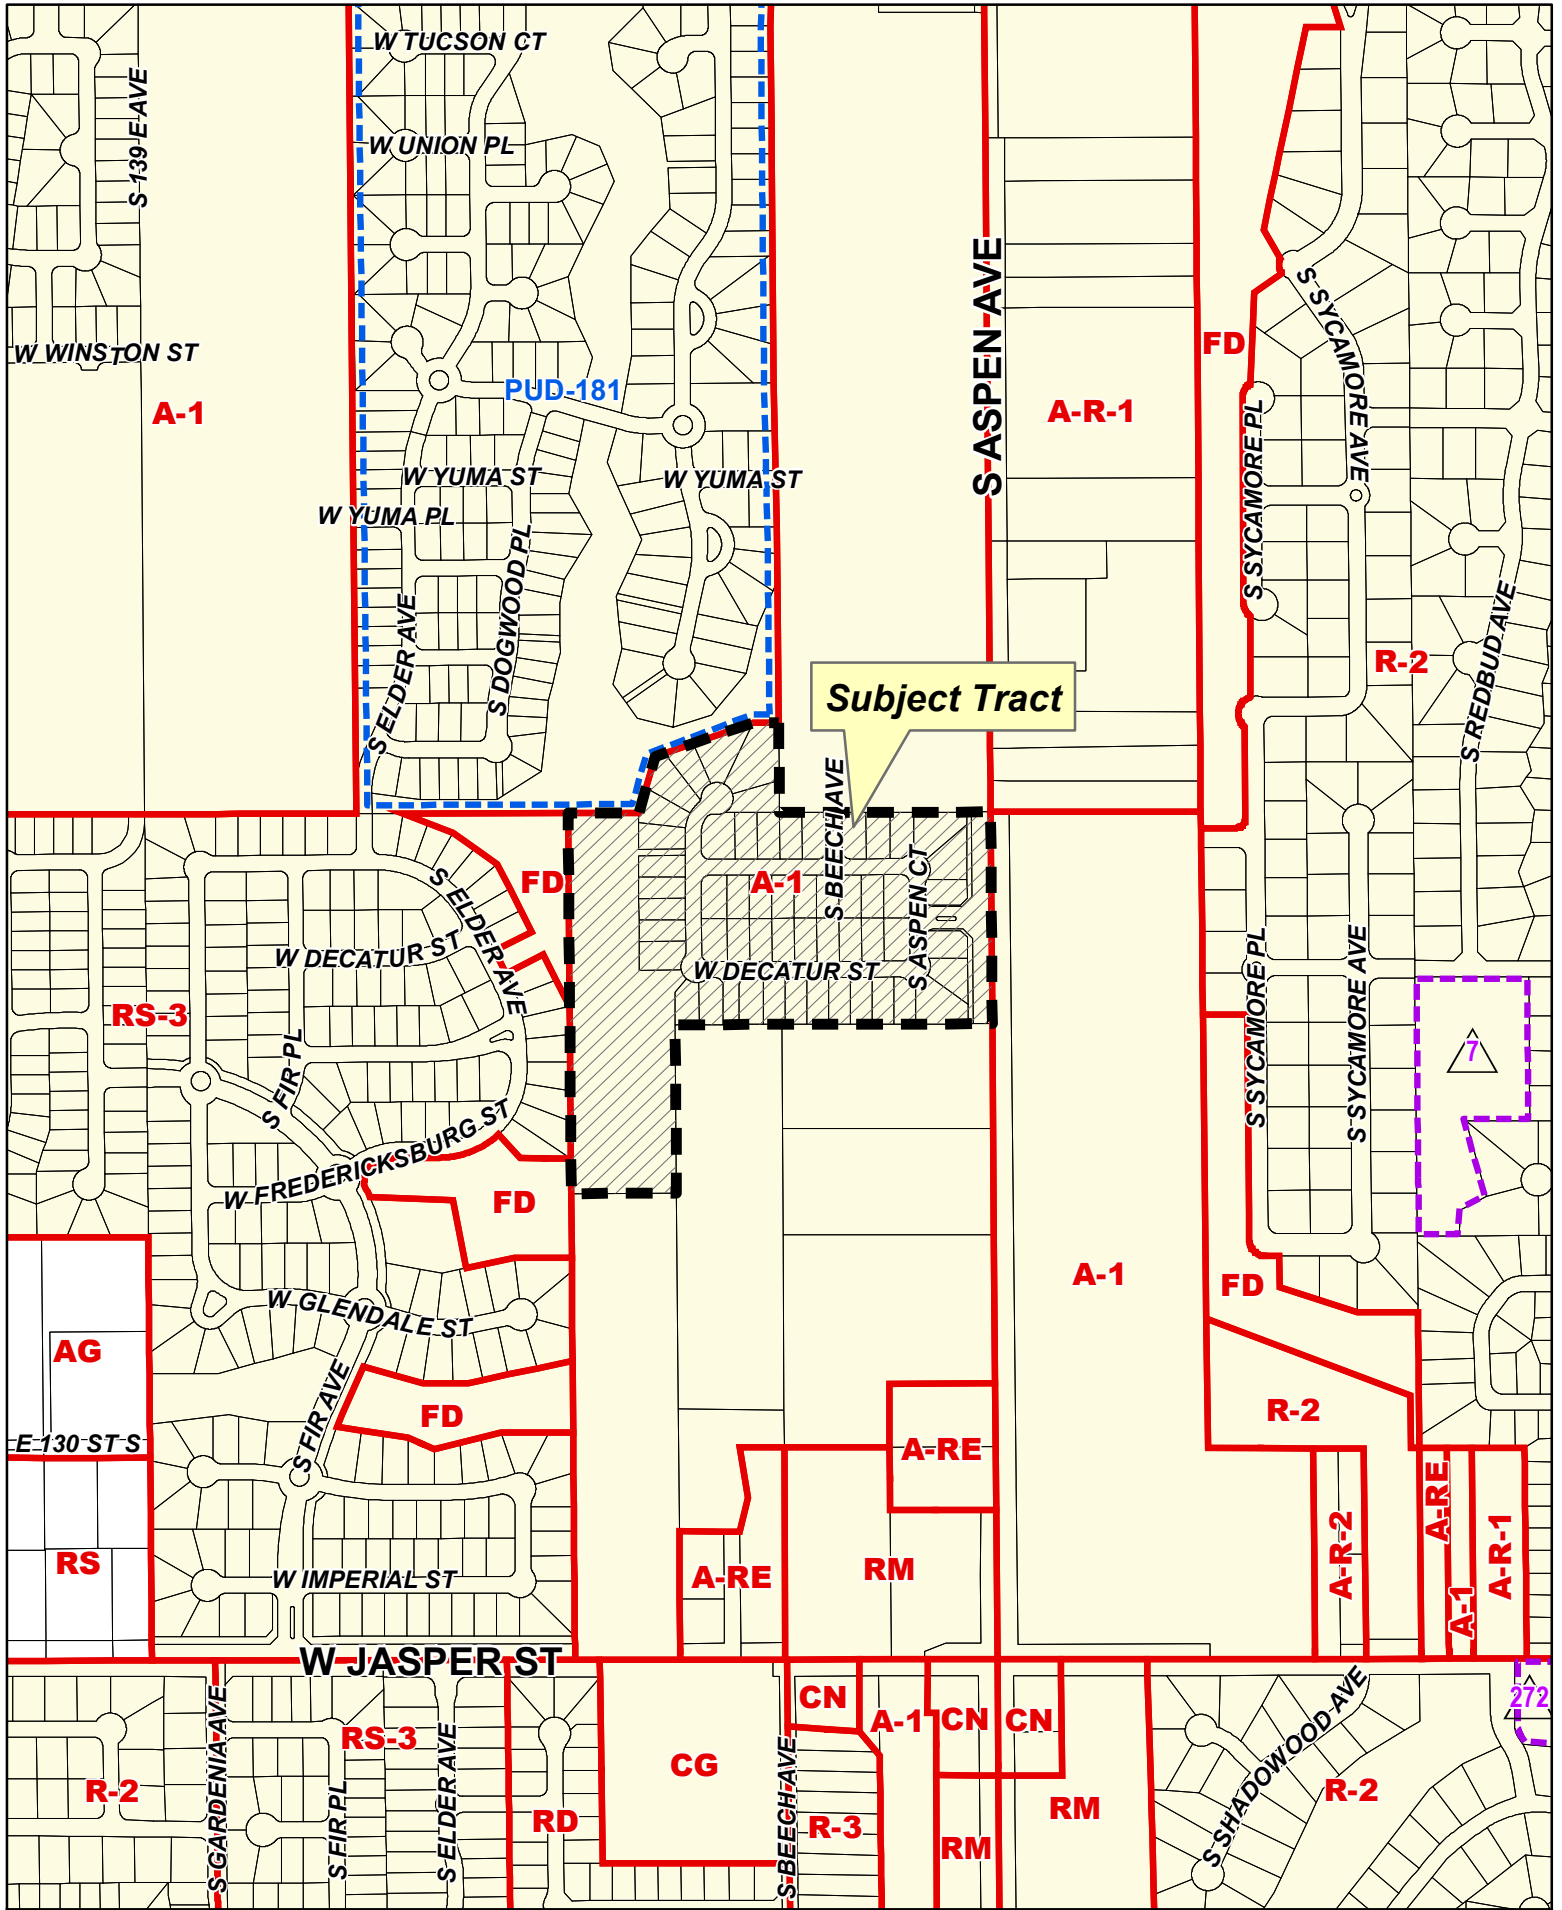 W TUCSON CT
S 139 E AVE
W UNION PL
S ASPEN AVE
S SYCAMORE AVE
W WINSTON ST
FD
PUD-181
A-1
A-R-1
S SYCAMORE PL
W YUMA ST
W YUMA ST
W YUMA PL
S DOGWOOD PL
S ELDER AVE
S REDBUD AVE
R-2
Subject Tract
S BEECH AVE
FD
A-1
S ASPEN CT
S ELDER AVE
W DECATUR ST
W DECATUR ST
RS-3
S FIR PL
S SYCAMORE PL
S SYCAMORE AVE
7
W FREDERICKSBURG ST
FD
A-1
FD
W GLENDALE ST
AG
S FIR AVE
FD
R-2
E 130 ST S
A-RE
A-RE
A-R-2
A-R-1
RS
W IMPERIAL ST
A-RE
RM
A-1
W JASPER ST
272
CN
A-1
CN
CN
S GARDENIA AVE
RS-3
S ELDER AVE
S BEECH AVE
S SHADOWOOD AVE
R-2
S FIR PL
CG
R-2
RD
R-3
RM
RM